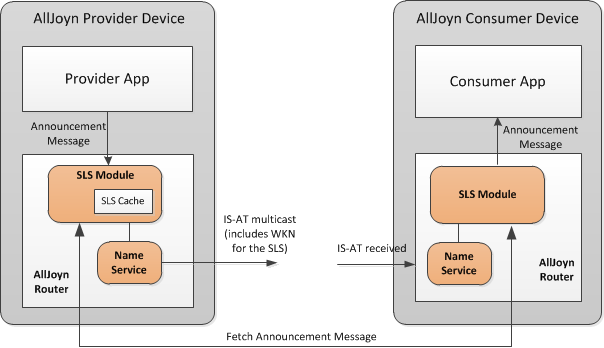 AllJoyn Provider Device
Provider App
Announcement
Message
SLS Module
SLS Cache
Name
Service
AllJoyn
Router
IS-AT multicast
(includes WKN
for the SLS)
IS-AT received
AllJoyn Consumer Device
Consumer App
Announcement
Message
SLS Module
Name
Service
AllJoyn
Router
Fetch Announcement Message